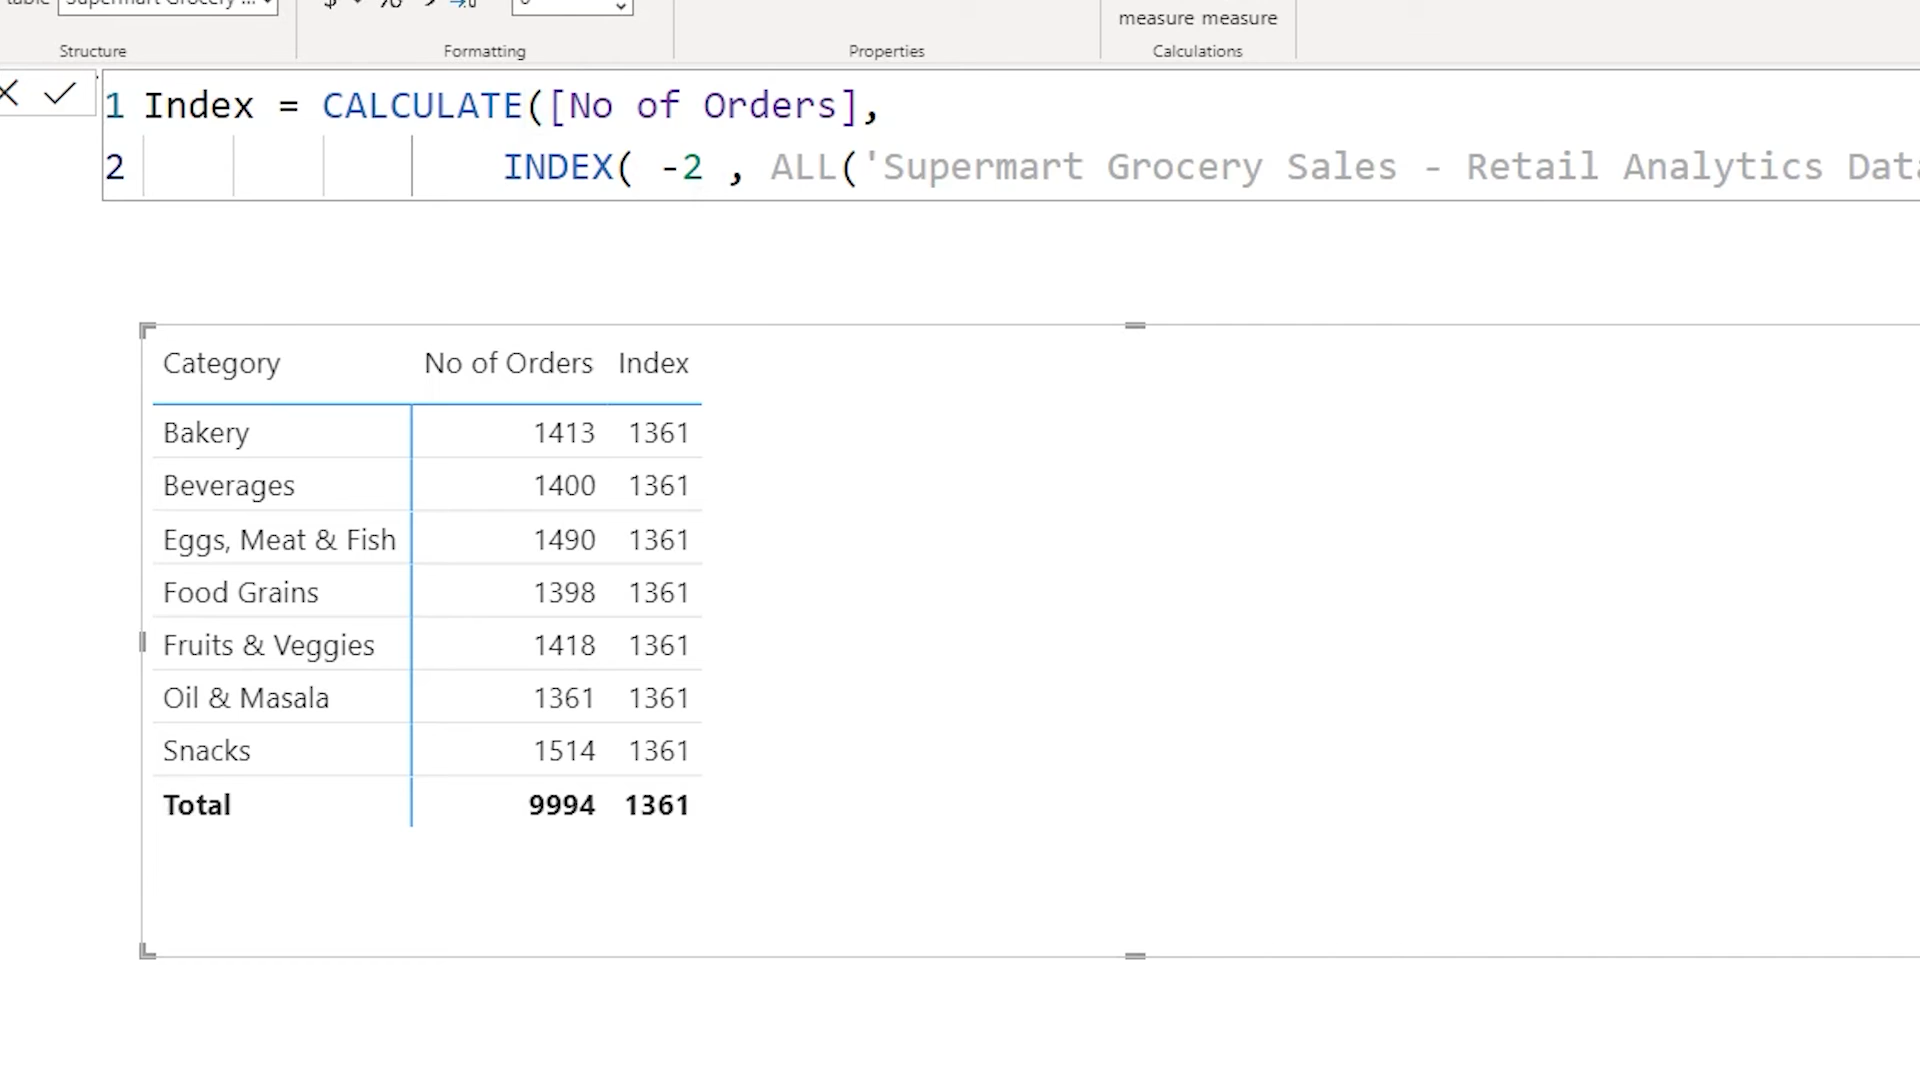 measure measure
Structure
Formatting
Properties
Calculations
1 Index = CALCULATE([No of Orders],
2 INDEX( -2 , ALL('Supermart Grocery Sales - Retail Analytics
Category No of Orders Index
Bakery 1413 1361
Beverages 1400 1361
Eggs, Meat & Fish 1490 1361
Food Grains 1398 1361
Fruits & Veggies 1418 1361
Oil & Masala 1361 1361
Snacks 1514 1361
Total 9994 1361